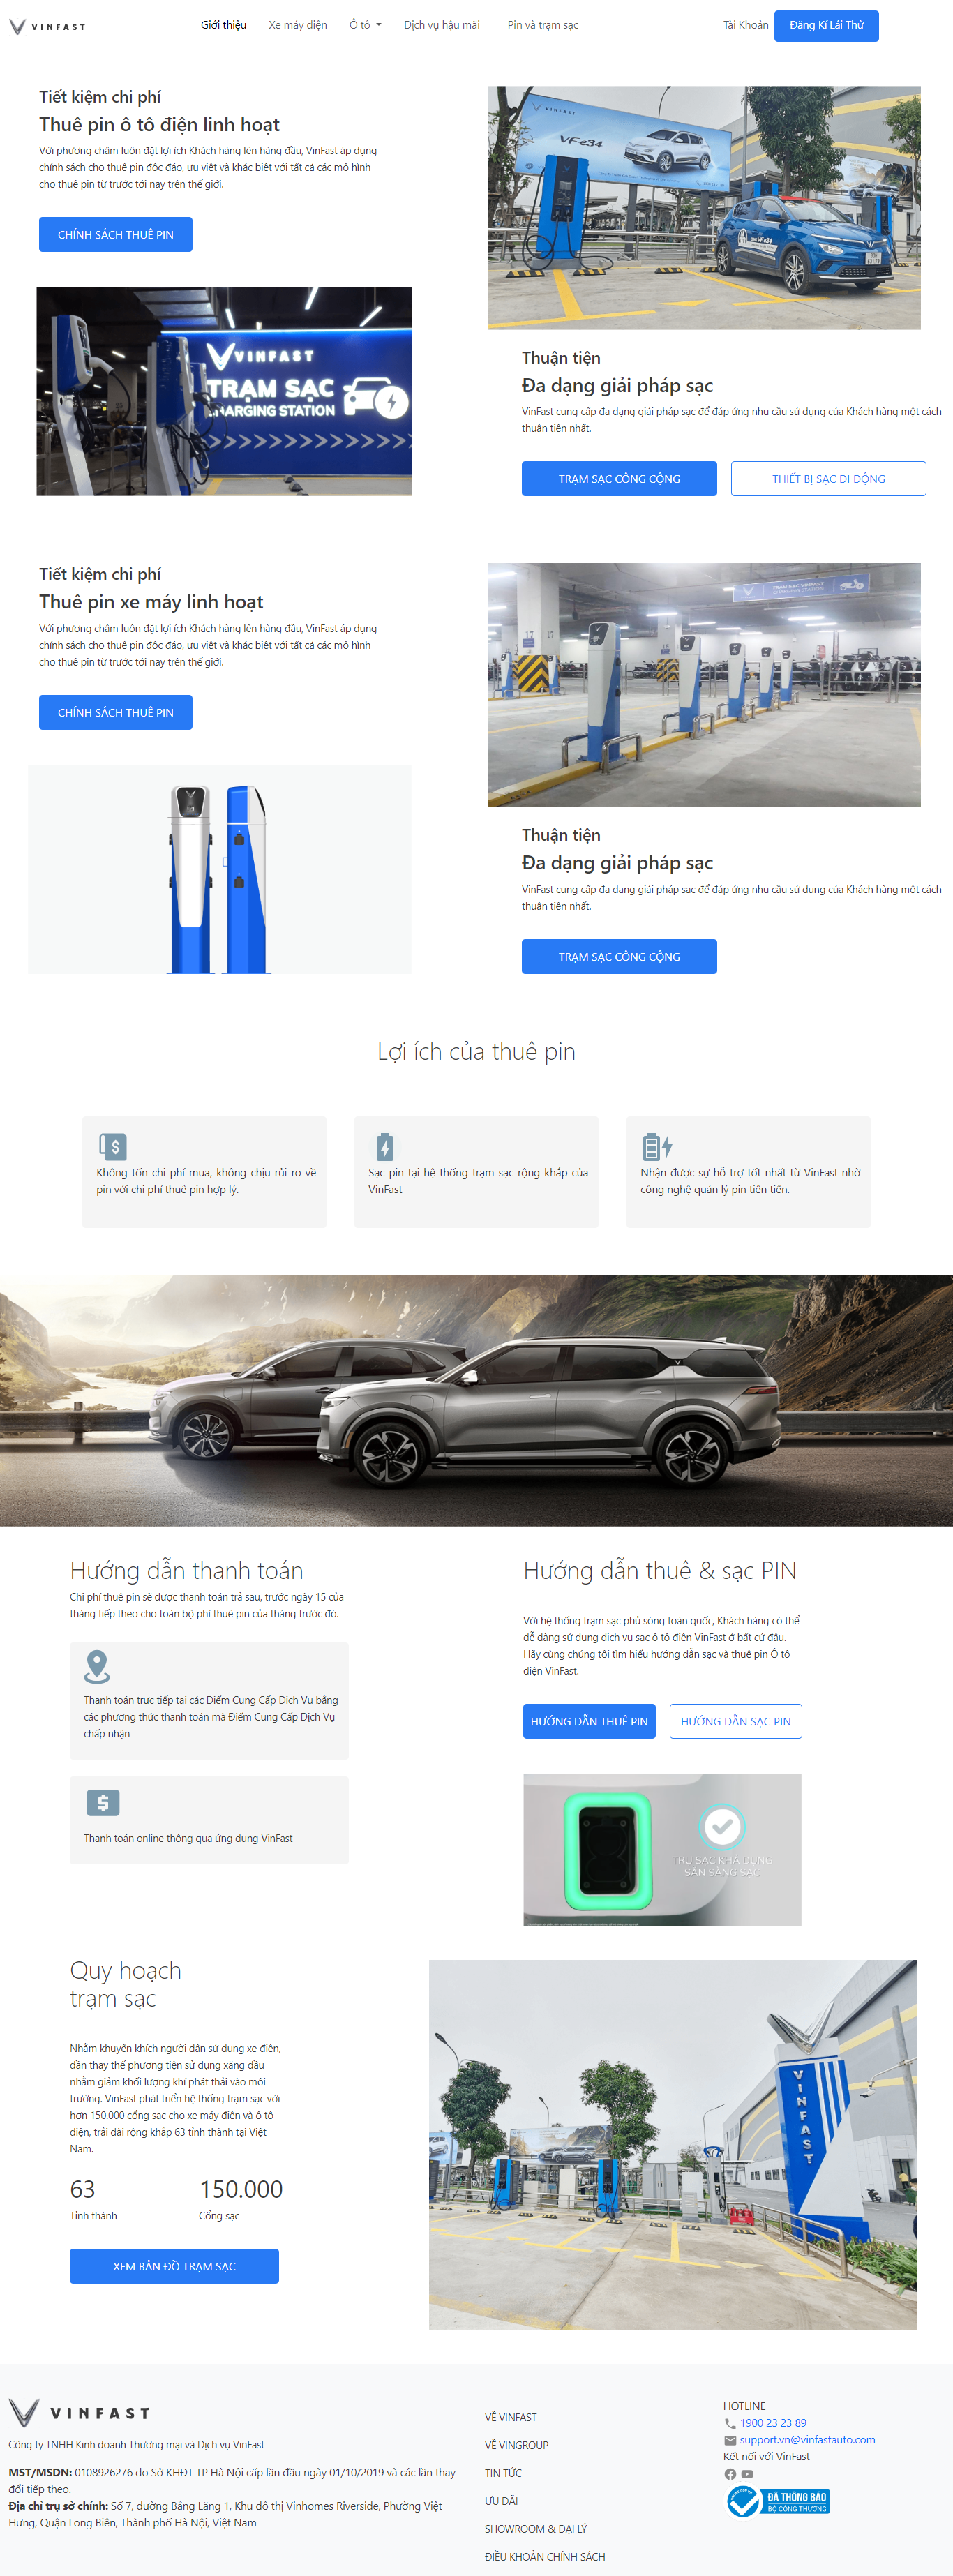 VINFAST
Giới thiệu
Xe máy điện
Ô tô
Dịch vụ hậu mãi
Pin và trạm sạc
Tài Khoản
Đăng Kí Lái Thử
Tiết kiệm chi phí
Thuê pin ô tô điện linh hoạt
Với phương châm luôn đặt lợi ích Khách hàng lên hàng đầu, VinFast áp dụng
chính sách cho thuê pin độc đáo, ưu việt và khác biệt với tất cả các mô hình
cho thuê pin từ trước tới nay trên thế giới.
CHÍNH SÁCH THUÊ PIN
VINFAST
VF e34
VINFAST
TRẠM SẠC
CHARGING STATION
Thuận tiện
Đa dạng giải pháp sạc
VinFast cung cấp đa dạng giải pháp sạc để đáp ứng nhu cầu sử dụng của Khách hàng một cách
thuận tiện nhất.
TRẠM SẠC CÔNG CỘNG
THIẾT BỊ SẠC DI ĐỘNG
Tiết kiệm chi phí
Thuê pin xe máy linh hoạt
Với phương châm luôn đặt lợi ích Khách hàng lên hàng đầu, VinFast áp dụng
chính sách cho thuê pin độc đáo, ưu việt và khác biệt với tất cả các mô hình
cho thuê pin từ trước tới nay trên thế giới.
CHÍNH SÁCH THUÊ PIN
TRẠM SẠC VINFAST
CHARGING STATION
17
Thuận tiện
Đa dạng giải pháp sạc
VinFast cung cấp đa dạng giải pháp sạc để đáp ứng nhu cầu sử dụng của Khách hàng một cách
thuận tiện nhất.
TRẠM SẠC CÔNG CỘNG
Lợi ích của thuê pin
Không tốn chi phí mua, không chịu rủi ro về
pin với chi phí thuê pin hợp lý.
Sạc pin tại hệ thống trạm sạc rộng khắp của
VinFast
Nhận được sự hỗ trợ tốt nhất từ VinFast nhờ
công nghệ quản lý pin tiên tiến.
Hướng dẫn thanh toán
Chi phí thuê pin sẽ được thanh toán trả sau, trước ngày 15 của
tháng tiếp theo cho toàn bộ phí thuê pin của tháng trước đó.
Thanh toán trực tiếp tại các Điểm Cung Cấp Dịch Vụ bằng
các phương thức thanh toán mà Điểm Cung Cấp Dịch Vụ
chấp nhận
Thanh toán online thông qua ứng dụng VinFast
Hướng dẫn thuê & sạc PIN
Với hệ thống trạm sạc phủ sóng toàn quốc, Khách hàng có thể
dễ dàng sử dụng dịch vụ sạc ô tô điện VinFast ở bất cứ đâu.
Hãy cùng chúng tôi tìm hiểu hướng dẫn sạc và thuê pin Ô tô
điện VinFast.
HƯỚNG DẪN THUÊ PIN
HƯỚNG DẪN SẠC PIN
TRỤ SẠC KHẢ DỤNG
SẴN SÀNG SẠC
Quy hoạch
trạm sạc
Nhằm khuyến khích người dân sử dụng xe điện,
dần thay thế phương tiện sử dụng xăng dầu
nhằm giảm khối lượng khí phát thải vào môi
trường. VinFast phát triển hệ thống trạm sạc với
hơn 150.000 cổng sạc cho xe máy điện và ô tô
điện, trải dài rộng khắp 63 tỉnh thành tại Việt
Nam.
63
150.000
Tỉnh thành
Cổng sạc
XEM BẢN ĐỒ TRẠM SẠC
VINFAST
VINFAST
Công ty TNHH Kinh doanh Thương mại và Dịch vụ VinFast
MST/MSDN: 0108926276 do Sở KHĐT TP Hà Nội cấp lần đầu ngày 01/10/2019 và các lần thay
đổi tiếp theo.
Địa chỉ trụ sở chính: Số 7, đường Bằng Lăng 1, Khu đô thị Vinhomes Riverside, Phường Việt
Hưng, Quận Long Biên, Thành phố Hà Nội, Việt Nam
VỀ VINFAST
VỀ VINGROUP
TIN TỨC
ƯU ĐÃI
SHOWROOM & ĐẠI LÝ
ĐIỀU KHOẢN CHÍNH SÁCH
HOTLINE
1900 23 23 89
support.vn@vinfastauto.com
Kết nối với VinFast
ĐÃ THÔNG BÁO
BỘ CÔNG THƯƠNG